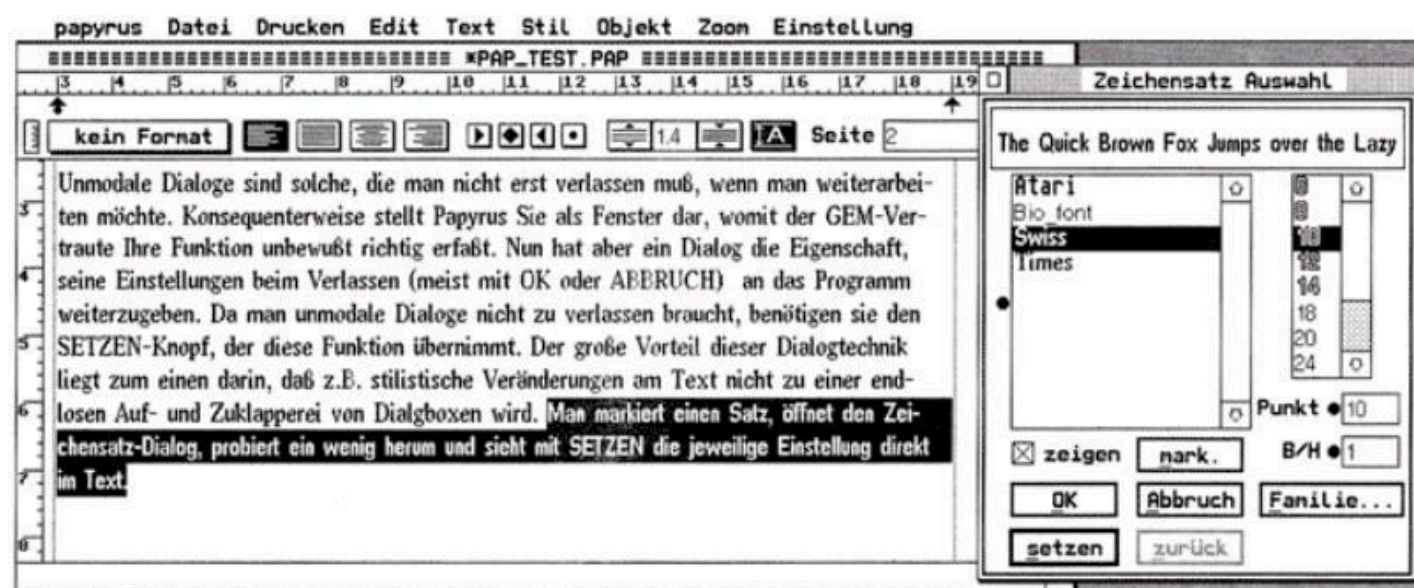 papyrus Datei Drucken Edit Text Stil Objekt Zoom Einstellung
*PAP_TEST.PAP
3 4 5 6 7 8 9 10 11 12 13 14 15 16 17 18 19
kein Format 1.4 A Seite 2
Unmodale Dialoge sind solche, die man nicht erst verlassen muß, wenn man weiterarbei-
ten möchte. Konsequenterweise stellt Papyrus Sie als Fenster dar, womit der GEM-Ver-
traute Ihre Funktion unbewußt richtig erfaßt. Nun hat aber ein Dialog die Eigenschaft,
seine Einstellungen beim Verlassen (meist mit OK oder ABBRUCH) an das Programm
weiterzugeben. Da man unmodale Dialoge nicht zu verlassen braucht, benötigen sie den
SETZEN-Knopf, der diese Funktion übernimmt. Der große Vorteil dieser Dialogtechnik
liegt zum einen darin, daß z.B. stilistische Veränderungen am Text nicht zu einer end-
losen Auf- und Zuklapperei von Dialgboxen wird. Man markiert einen Satz, öffnet den Zei-
chensatz-Dialog, probiert ein wenig herum und sieht mit SETZEN die jeweilige Einstellung direkt
im Text.
3
4
5
6
7
8
Zeichensatz Auswahl
The Quick Brown Fox Jumps over the Lazy
Atari
Bio_font
Swiss
Times
10
12
14
18
20
24
Punkt 10
zeigen mark. B/H 1
OK Abbruch Familie...
setzen zurück